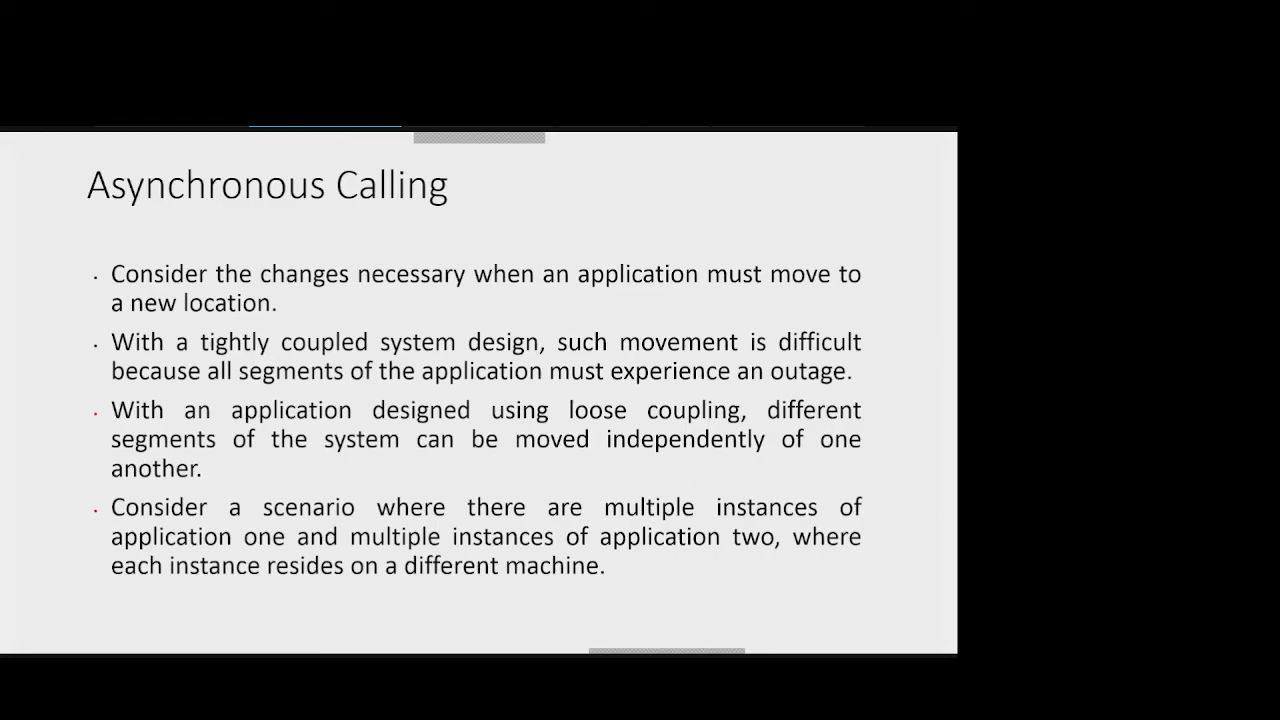 Asynchronous Calling
· Consider the changes necessary when an application must move to
a new location.
· With a tightly coupled system design, such movement is difficult
because all segments of the application must experience an outage.
· With an application designed using loose coupling, different
segments of the system can be moved independently of one
another.
· Consider a scenario where there are multiple instances of
application one and multiple instances of application two, where
each instance resides on a different machine.